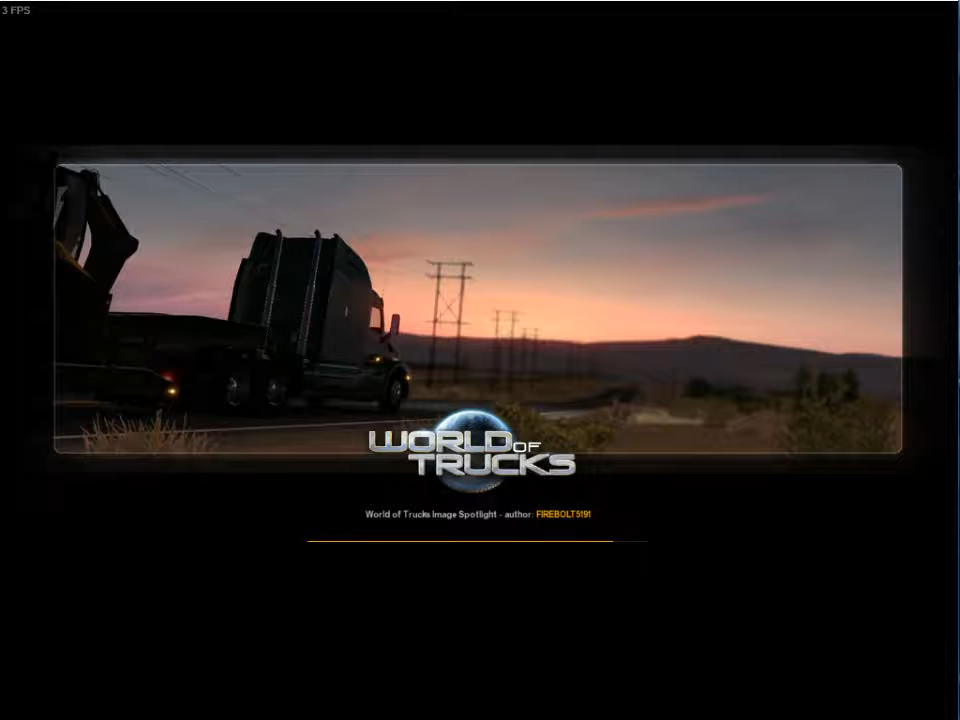 3 FPS
WORLD OF
TRUCKS
World of Trucks Image Spotlight - author: FIREBOLT5191